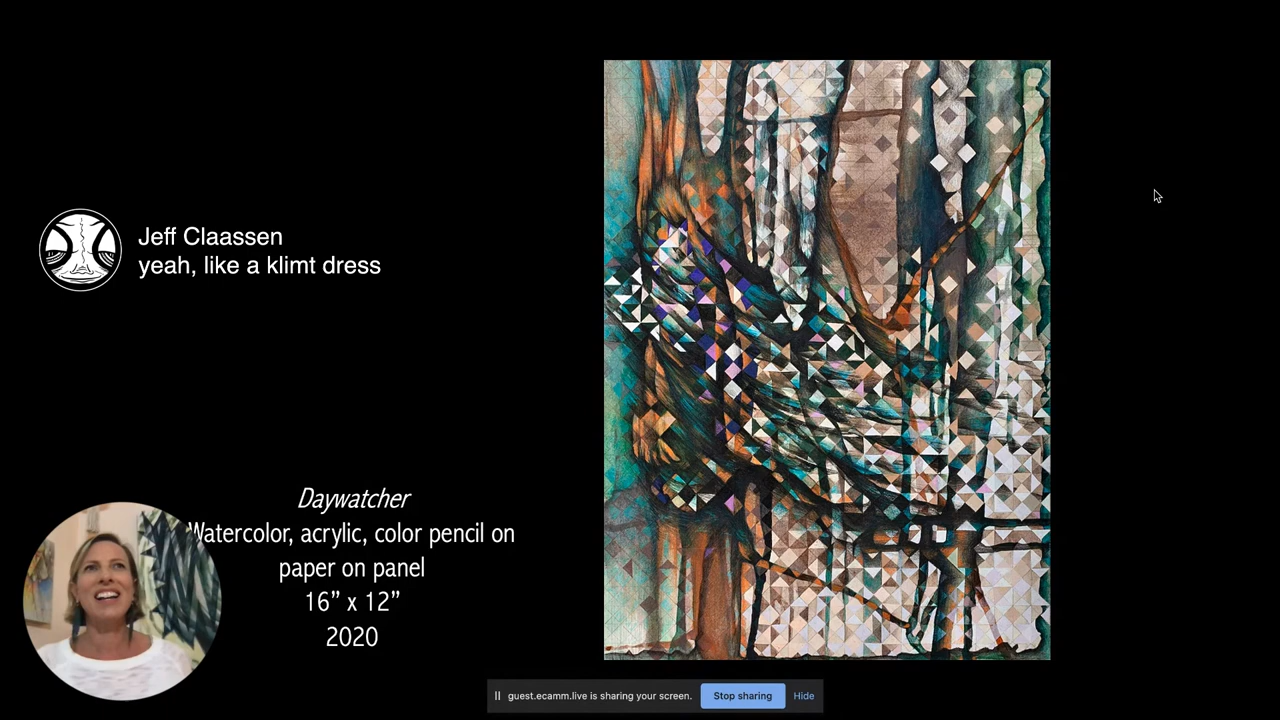 Jeff Claassen
yeah, like a klimt dress
Daywatcher
Watercolor, acrylic, color pencil on
paper on panel
16” x 12”
2020
guest.ecamm.live is sharing your screen. Stop sharing Hide